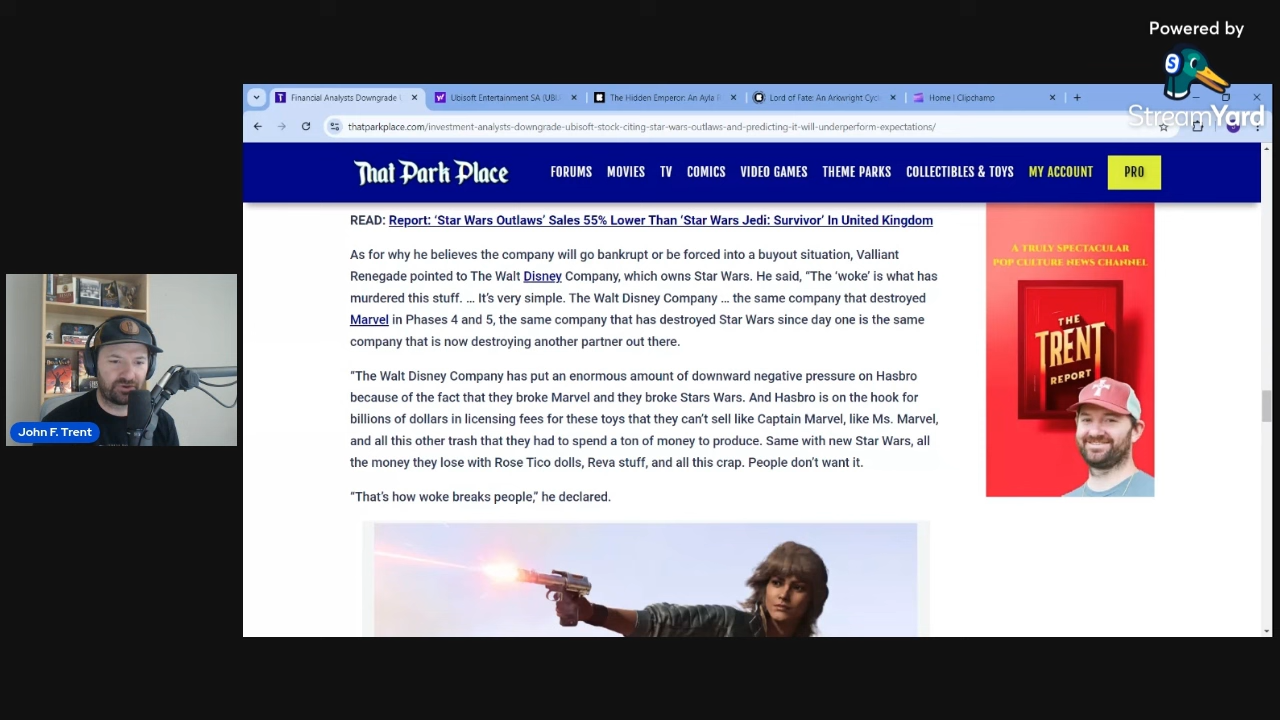 Powered by
StreamYard
Financial Analysts Downgrade
Ubisoft Entertainment SA (UBI
The Hidden Emperor: An Ayla
Lord of Fate: An Arkwright Cyc
Home | Clipchamp
thatparkplace.com/investment-analysts-downgrade-ubisoft-stock-citing-star-wars-outlaws-and-predicting-it-will-underperform-expectations/
That Park Place
FORUMS MOVIES TV COMICS VIDEO GAMES THEME PARKS COLLECTIBLES & TOYS MY ACCOUNT PRO
READ: Report: ‘Star Wars Outlaws’ Sales 55% Lower Than ‘Star Wars Jedi: Survivor’ In United Kingdom
As for why he believes the company will go bankrupt or be forced into a buyout situation, Valliant
Renegade pointed to The Walt Disney Company, which owns Star Wars. He said, “The ‘woke’ is what has
murdered this stuff. … It’s very simple. The Walt Disney Company … the same company that destroyed
Marvel in Phases 4 and 5, the same company that has destroyed Star Wars since day one is the same
company that is now destroying another partner out there.
“The Walt Disney Company has put an enormous amount of downward negative pressure on Hasbro
because of the fact that they broke Marvel and they broke Stars Wars. And Hasbro is on the hook for
billions of dollars in licensing fees for these toys that they can’t sell like Captain Marvel, like Ms. Marvel,
and all this other trash that they had to spend a ton of money to produce. Same with new Star Wars, all
the money they lose with Rose Tico dolls, Reva stuff, and all this crap. People don’t want it.
“That’s how woke breaks people,” he declared.
A TRULY SPECTACULAR
POP CULTURE NEWS CHANNEL
THE
TRENT
REPORT
John F. Trent